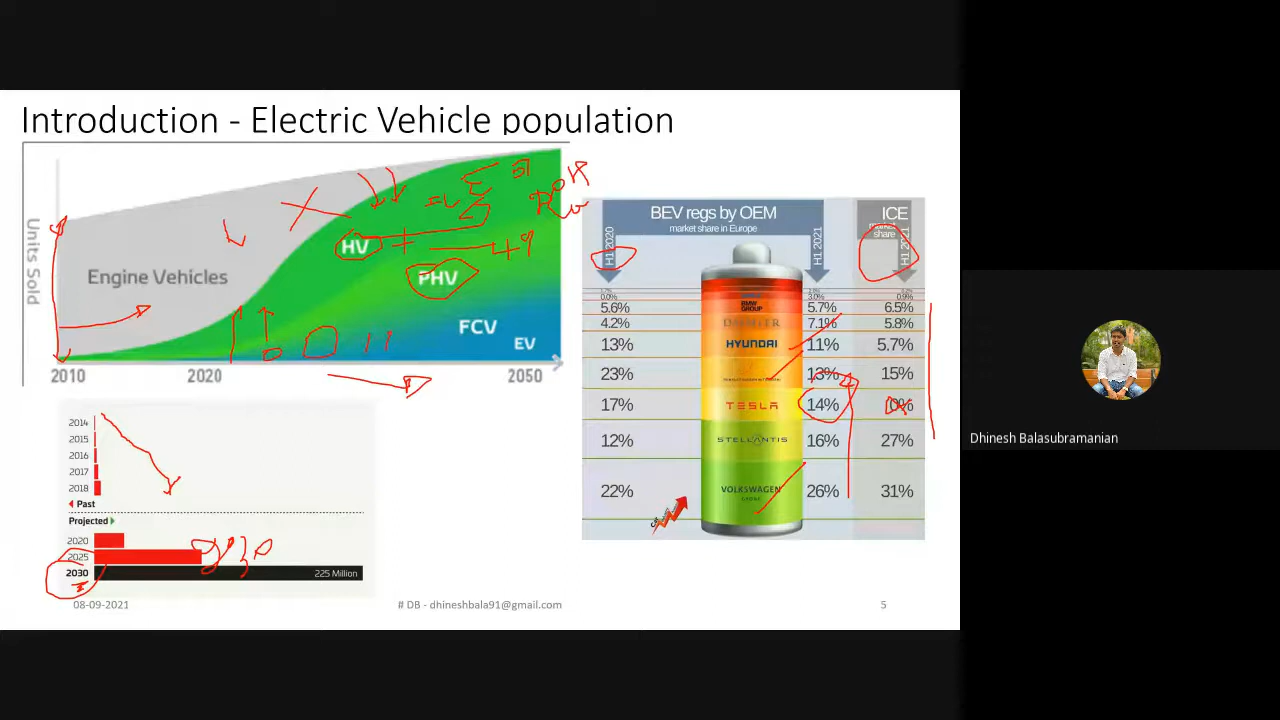 Introduction - Electric Vehicle population
Units Sold
Engine Vehicles
HV
PHV
FCV
EV
2010
2020
2050
2014
2015
2016
2017
2018
Past
Projected
2020
2025
2030
225 Million
BEV regs by OEM
market share in Europe
H1 2020
H1 2021
ICE
market share
H1 2021
0.0% 3.0% 0.9%
5.6% BMW GROUP 5.7% 6.5%
4.2% DAIMLER 7.1% 5.8%
13% HYUNDAI 11% 5.7%
23% 13% 15%
17% TESLA 14% 0%
12% STELLANTIS 16% 27%
22% VOLKSWAGEN GROUP 26% 31%
08-09-2021
# DB - dhineshbala91@gmail.com
5
Dhinesh Balasubramanian